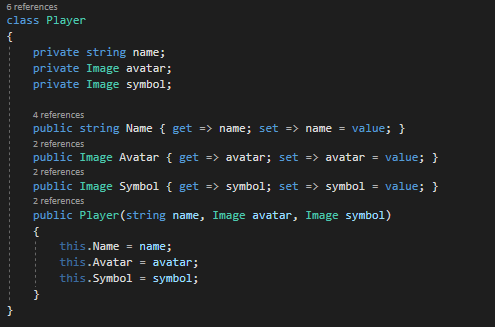 6 references
class Player
{
private string name;
private Image avatar;
private Image symbol;
4 references
public string Name { get => name; set => name = value; }
2 references
public Image Avatar { get => avatar; set => avatar = value; }
2 references
public Image Symbol { get => symbol; set => symbol = value; }
2 references
public Player(string name, Image avatar, Image symbol)
{
this.Name = name;
this.Avatar = avatar;
this.Symbol = symbol;
}
}